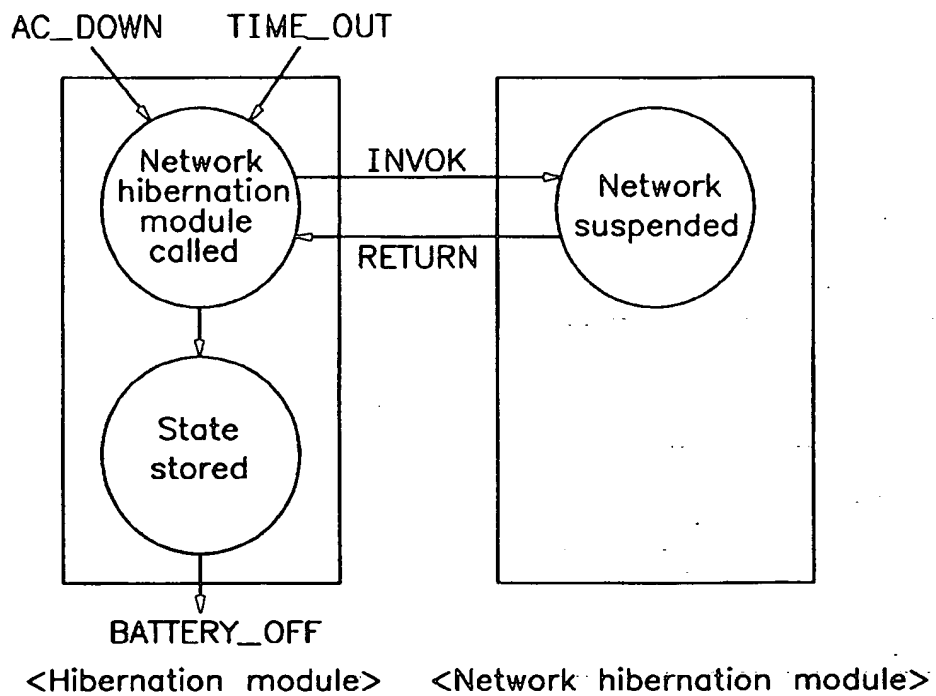 AC_DOWN TIME_OUT
Network
hibernation
module
called
INVOK
RETURN
Network
suspended
State
stored
BATTERY_OFF
<Hibernation module> <Network hibernation module>